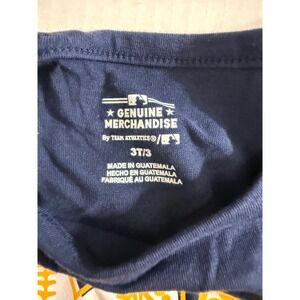 ★ GENUINE ★
MERCHANDISE
By TEAM ATHLETICS® /
3T/3
MADE IN GUATEMALA
HECHO EN GUATEMALA
FABRIQUÉ AU GUATEMALA